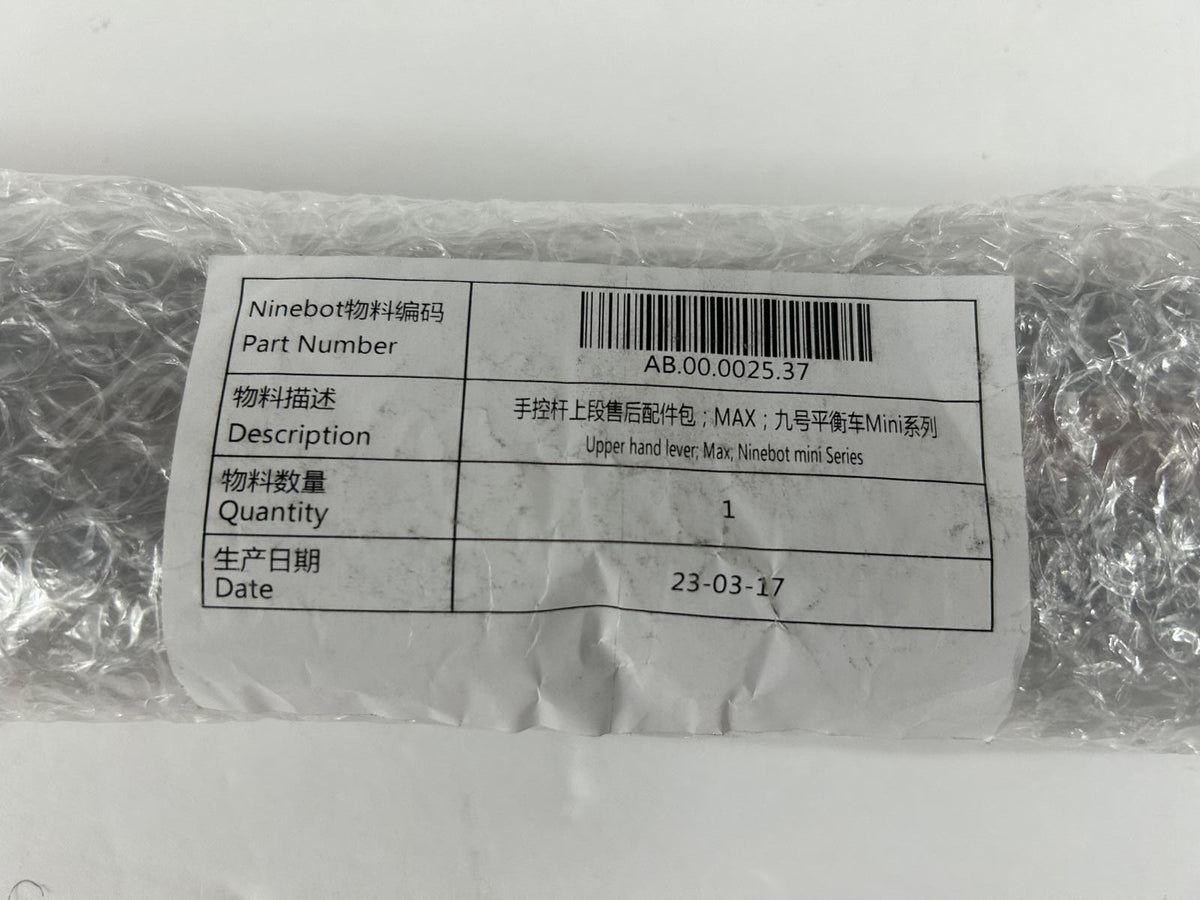 Ninebot物料编码
Part Number
AB.00.0025.37
物料描述
Description
手控杆上段售后配件包；MAX；九号平衡车Mini系列
Upper hand lever; Max; Ninebot mini Series
物料数量
Quantity
1
生产日期
Date
23-03-17